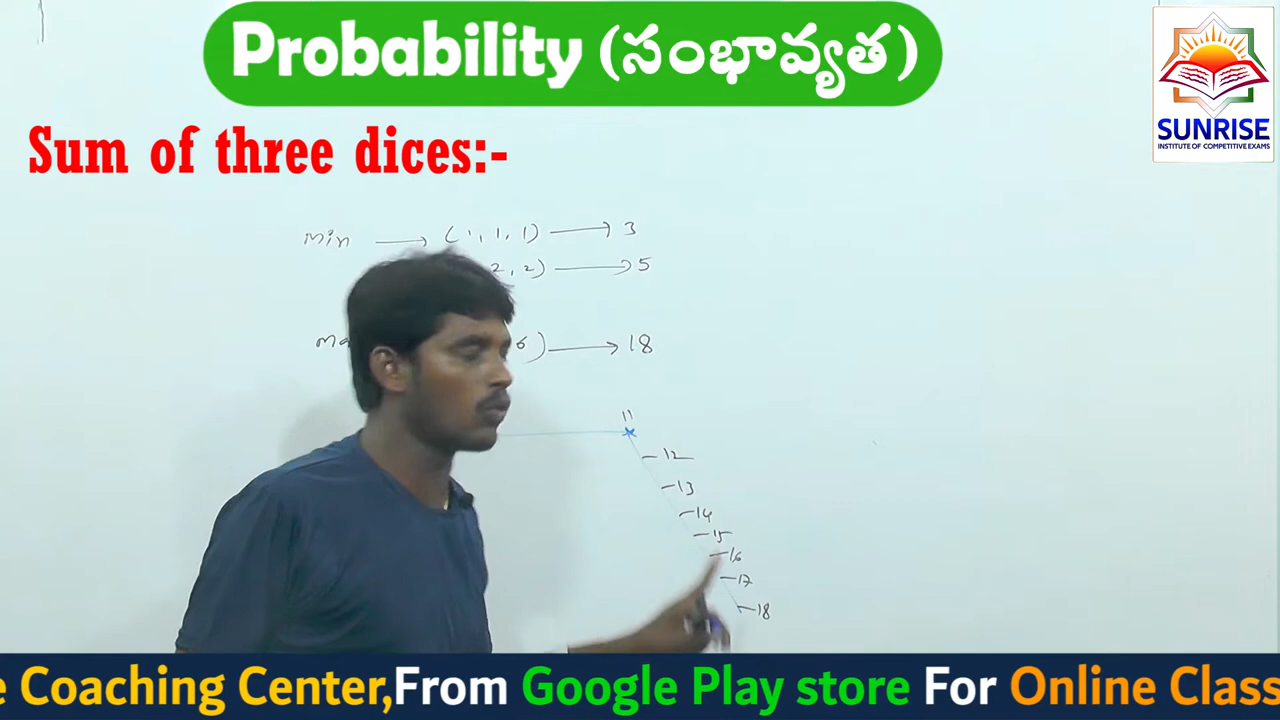 Probability (సంభావ్యత)
SUNRISE
INSTITUTE OF COMPETITIVE EXAMS
Sum of three dices:-
min → (1, 1, 1) → 3
2, 2) → 5
6) → 18
11
12
13
14
15
16
17
18
e Coaching Center,From Google Play store For Online Class